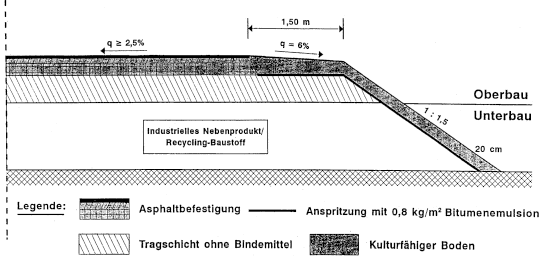 1,50 m
q ≥ 2,5%
q = 6%
Oberbau
1 : 1,5
Unterbau
Industrielles Nebenprodukt/
Recycling-Baustoff
20 cm
Legende:
Asphaltbefestigung
Anspritzung mit 0,8 kg/m² Bitumenemulsion
Tragschicht ohne Bindemittel
Kulturfähiger Boden